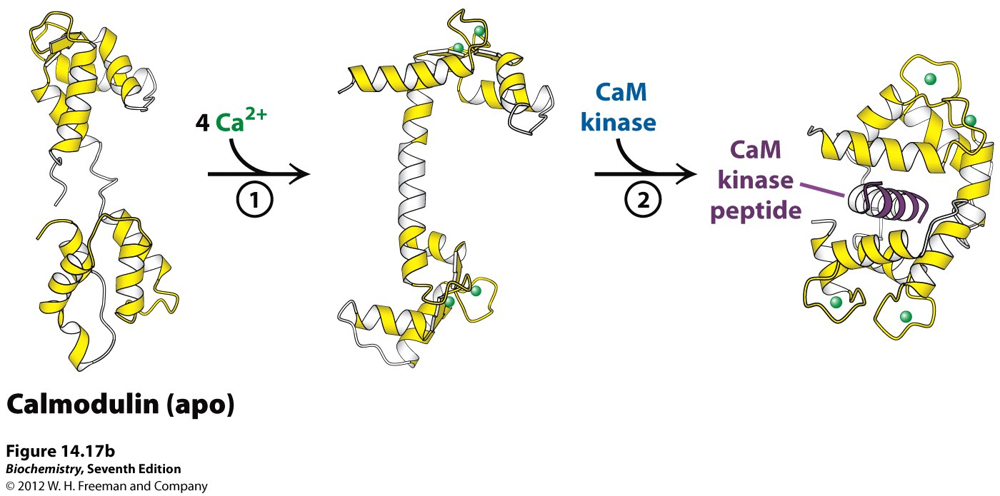 4 Ca2+
1
CaM
kinase
2
CaM
kinase
peptide
Calmodulin (apo)
Figure 14.17b
Biochemistry, Seventh Edition
© 2012 W. H. Freeman and Company